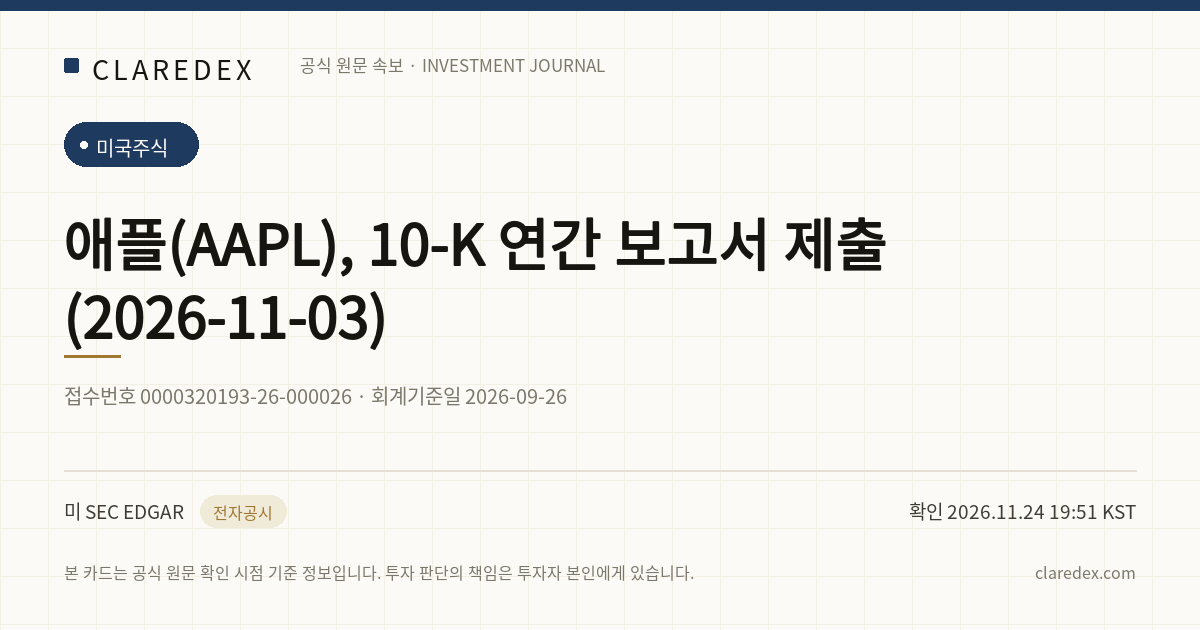 CLAREDEX
공식 원문 속보 · INVESTMENT JOURNAL
미국주식
애플(AAPL), 10-K 연간 보고서 제출
(2026-11-03)
접수번호 0000320193-26-000026 · 회계기준일 2026-09-26
미 SEC EDGAR 전자공시
확인 2026.11.24 19:51 KST
본 카드는 공식 원문 확인 시점 기준 정보입니다. 투자 판단의 책임은 투자자 본인에게 있습니다.
claredex.com